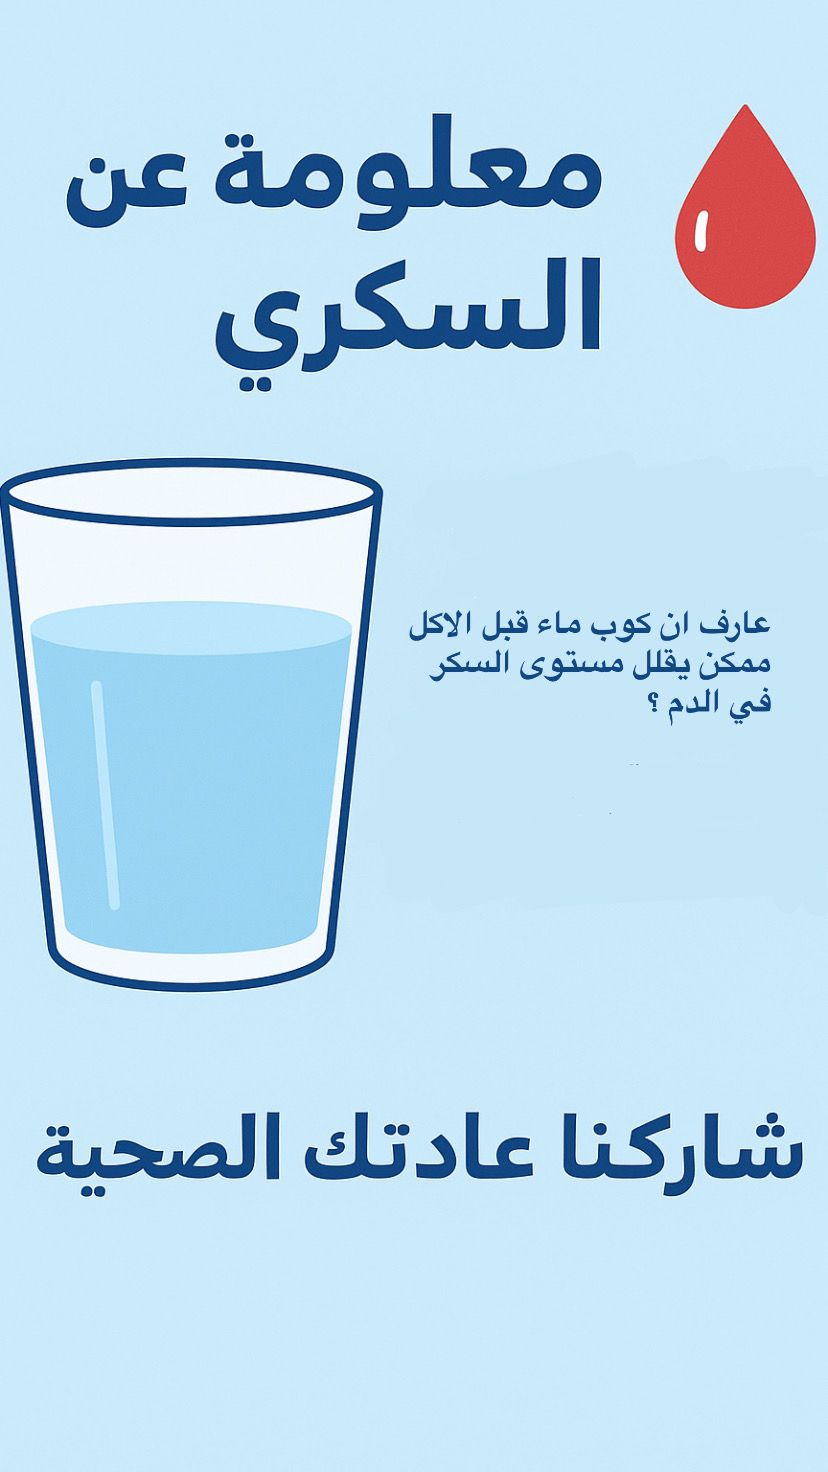 معلومة عن
السكري
عارف ان كوب ماء قبل الاكل
ممكن يقلل مستوى السكر
في الدم ؟
شاركنا عادتك الصحية